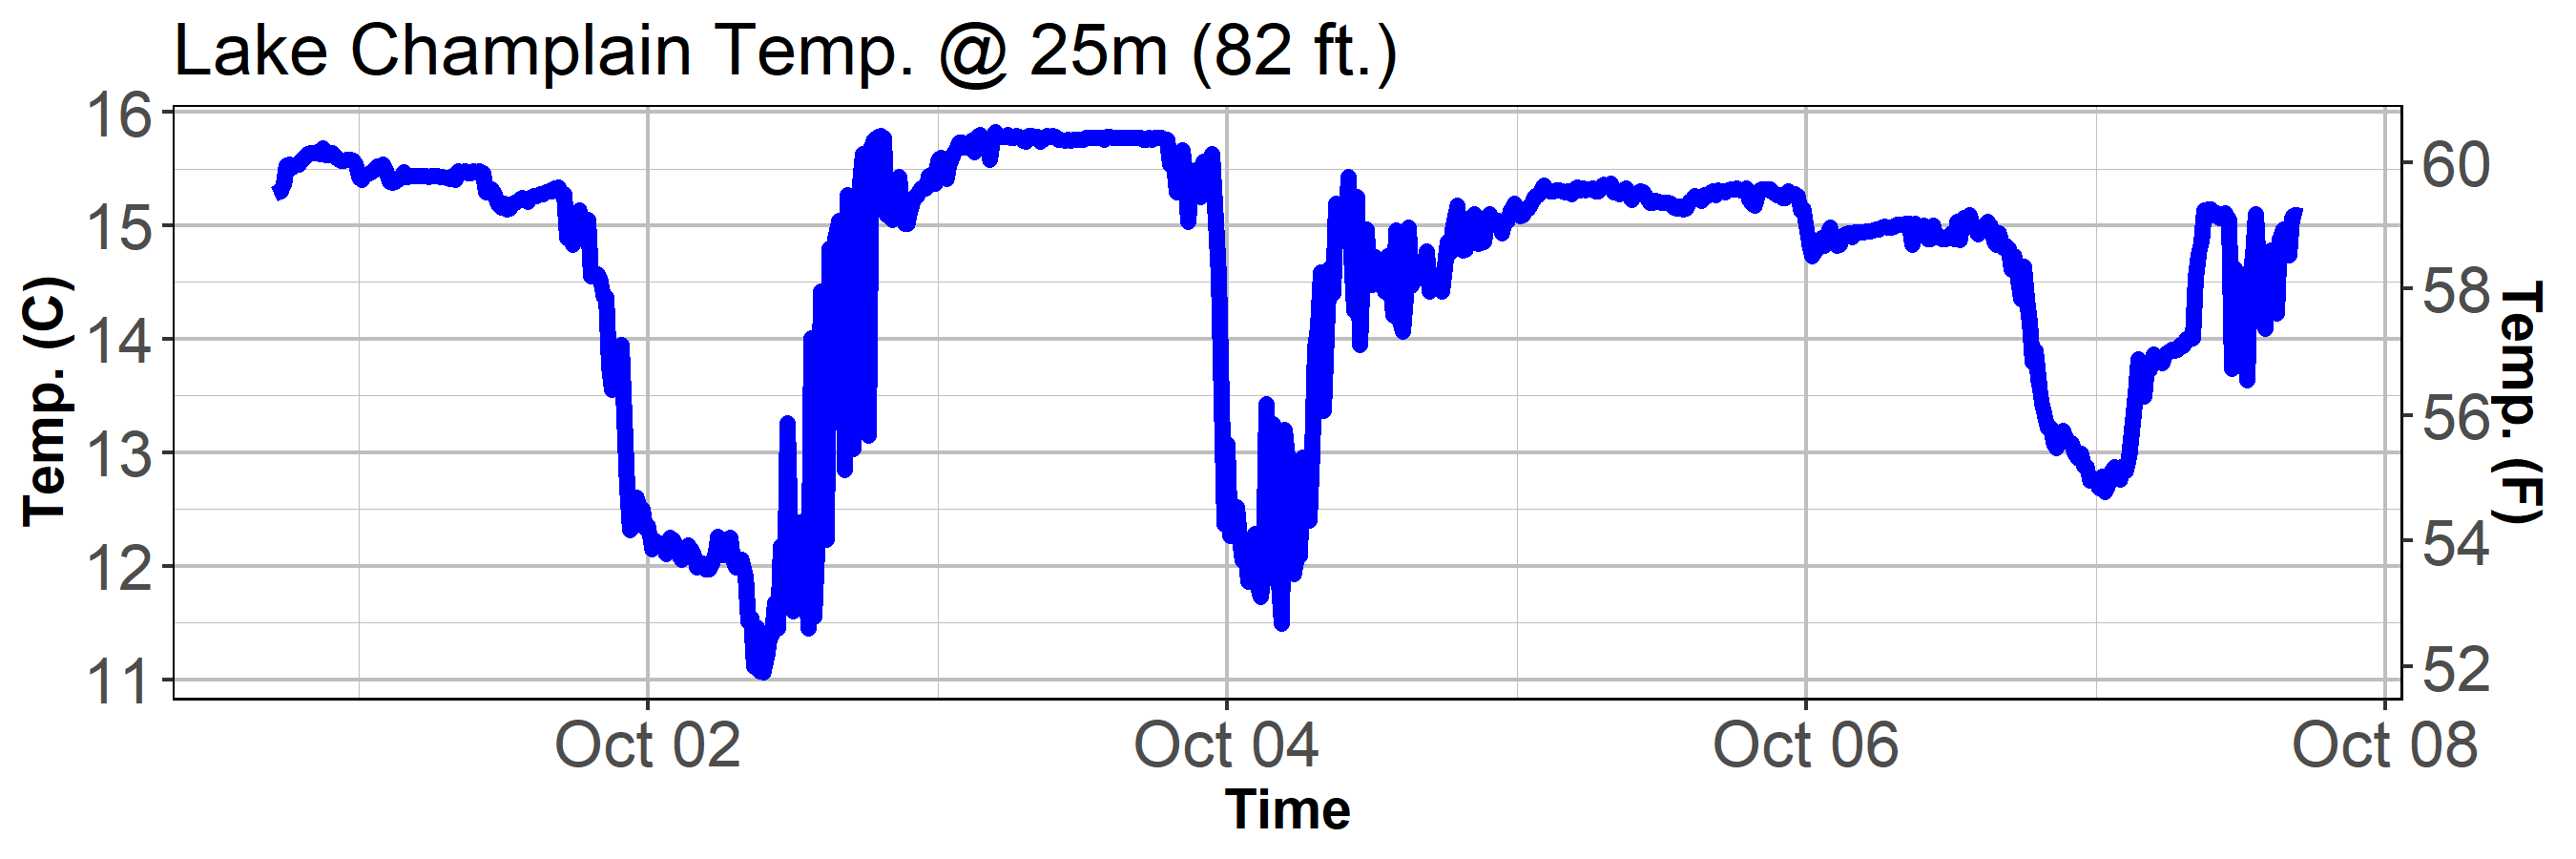 Lake Champlain Temp. @ 25m (82 ft.)
16
15
14
13
12
11
Temp. (C)
60
58
56
54
52
Temp. (F)
Oct 02 Oct 04 Oct 06 Oct 08
Time